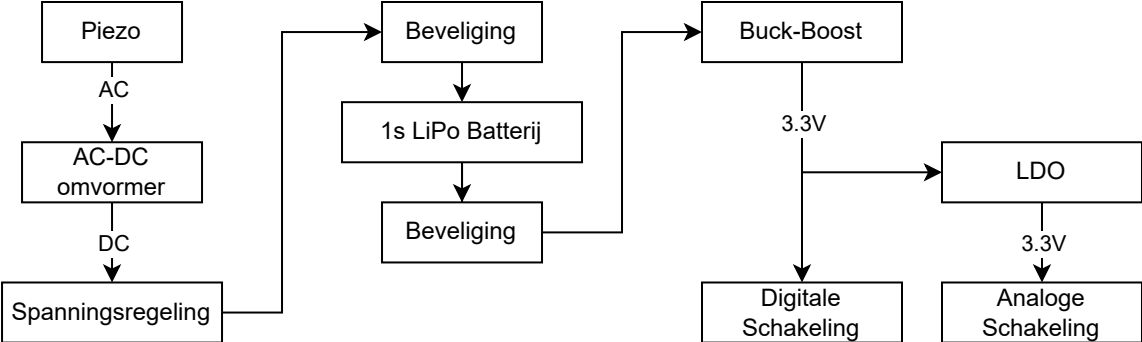 Piezo
AC
AC-DC
omvormer
DC
Spanningsregeling
Beveliging
1s LiPo Batterij
Beveliging
Buck-Boost
3.3V
LDO
3.3V
Digitale
Schakeling
Analoge
Schakeling